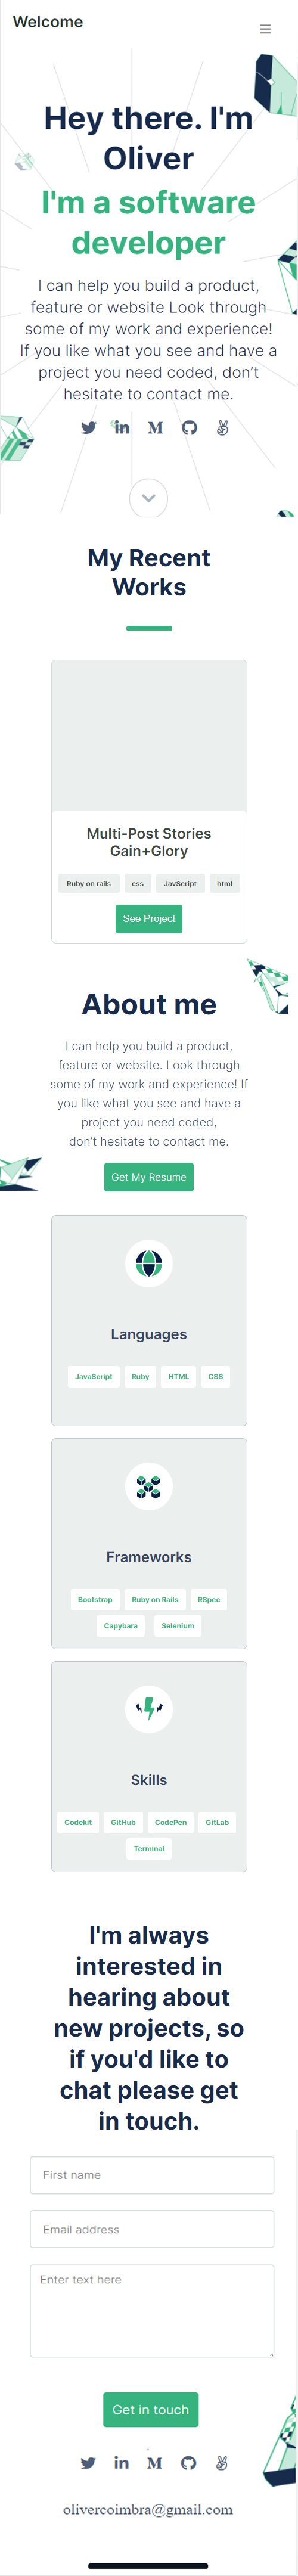 Welcome
Hey there. I'm
Oliver
I'm a software
developer
I can help you build a product,
feature or website Look through
some of my work and experience!
If you like what you see and have a
project you need coded, don’t
hesitate to contact me.
My Recent
Works
Multi-Post Stories
Gain+Glory
Ruby on rails css JavScript html
See Project
About me
I can help you build a product,
feature or website. Look through
some of my work and experience! If
you like what you see and have a
project you need coded,
don’t hesitate to contact me.
Get My Resume
Languages
JavaScript Ruby HTML CSS
Frameworks
Bootstrap Ruby on Rails RSpec
Capybara Selenium
Skills
Codekit GitHub CodePen GitLab
Terminal
I'm always
interested in
hearing about
new projects, so
if you'd like to
chat please get
in touch.
First name
Email address
Enter text here
Get in touch
olivercoimbra@gmail.com